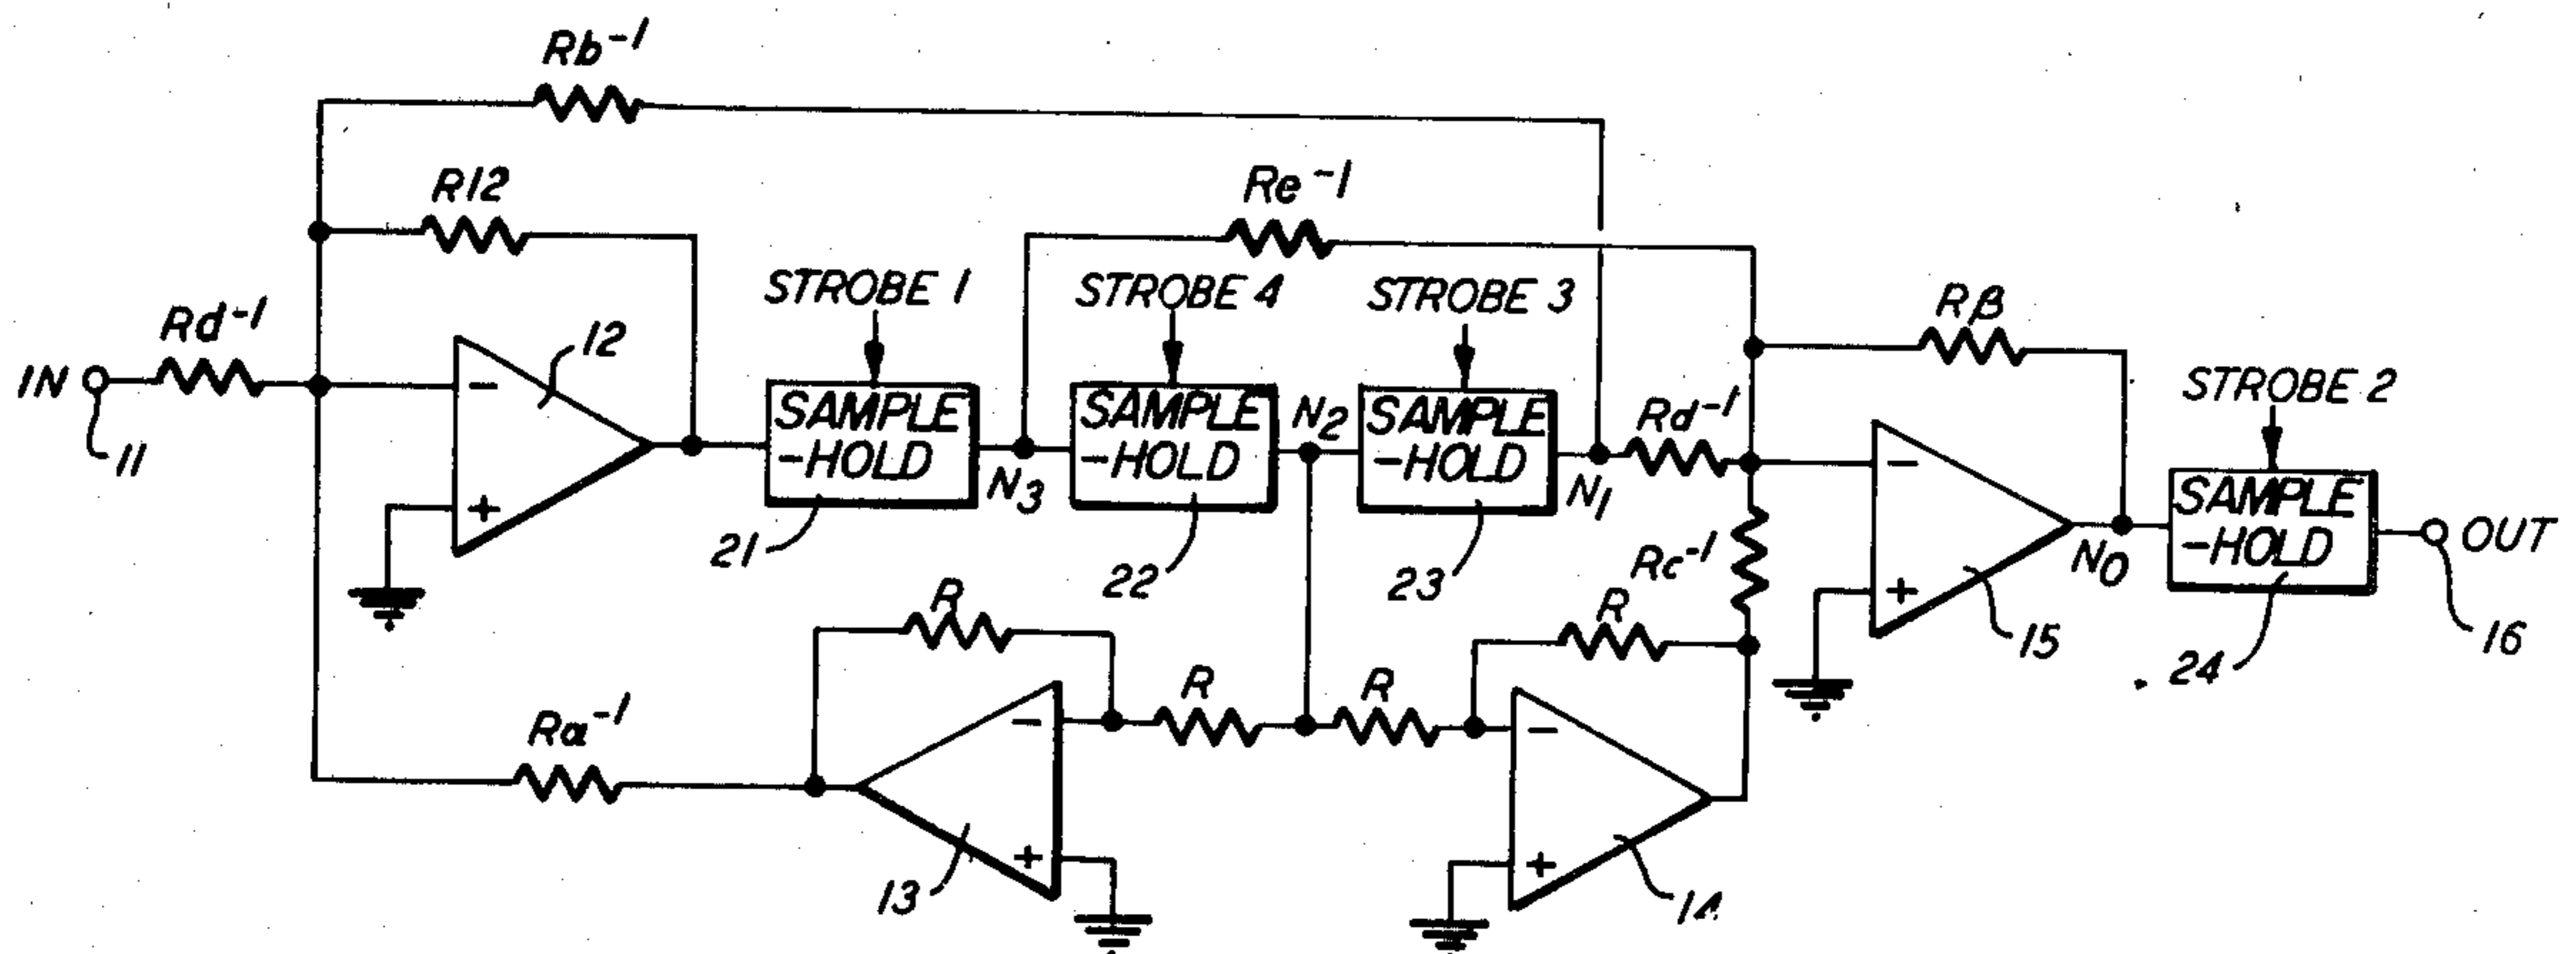 Rb⁻¹
R12
Re⁻¹
STROBE 1
STROBE 4
STROBE 3
Rβ
Rd⁻¹
12
STROBE 2
IN
11
SAMPLE
-HOLD
N₃
SAMPLE
-HOLD
N₂
SAMPLE
-HOLD
N₁
Rd⁻¹
SAMPLE
-HOLD
OUT
N₀
-
+
21
22
23
Rc⁻¹
-
+
15
24
16
R
R
R
R
Ra⁻¹
-
+
13
-
+
14